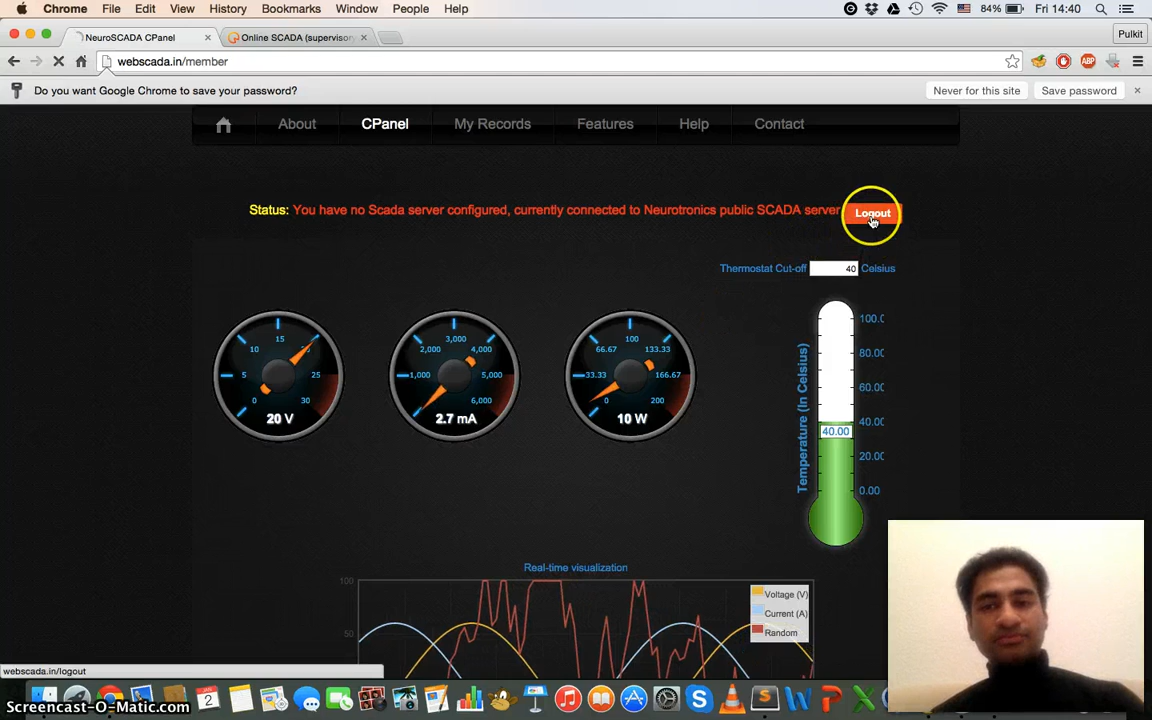 Chrome File Edit View History Bookmarks Window People Help 84% Fri 14:40
NeuroSCADA CPanel × Online SCADA (supervisor × Pulkit
webscada.in/member
Do you want Google Chrome to save your password? Never for this site Save password ×
About CPanel My Records Features Help Contact
Status: You have no Scada server configured, currently connected to Neurotronics public SCADA server Logout
Thermostat Cut-off 40 Celsius
0 5 10 15 25 30
20 V
1,000 2,000 3,000 4,000 5,000 6,000
2.7 mA
0 33.33 66.67 100 133.33 166.67 200
10 W
Temperature (In Celsius)
100.0
80.00
60.00
40.00
20.00
0.00
40.00
Real-time visualization
100
50
Voltage (V)
Current (A)
Random
webscada.in/logout
JAN
2
Screencast-O-Matic.com